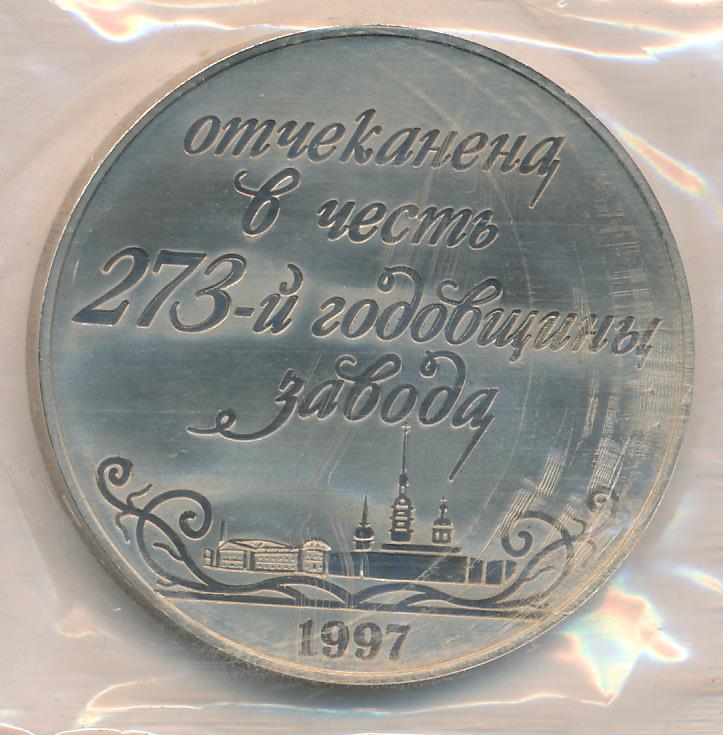 отчеканена
в честь
273-й годовщины
завода
1997